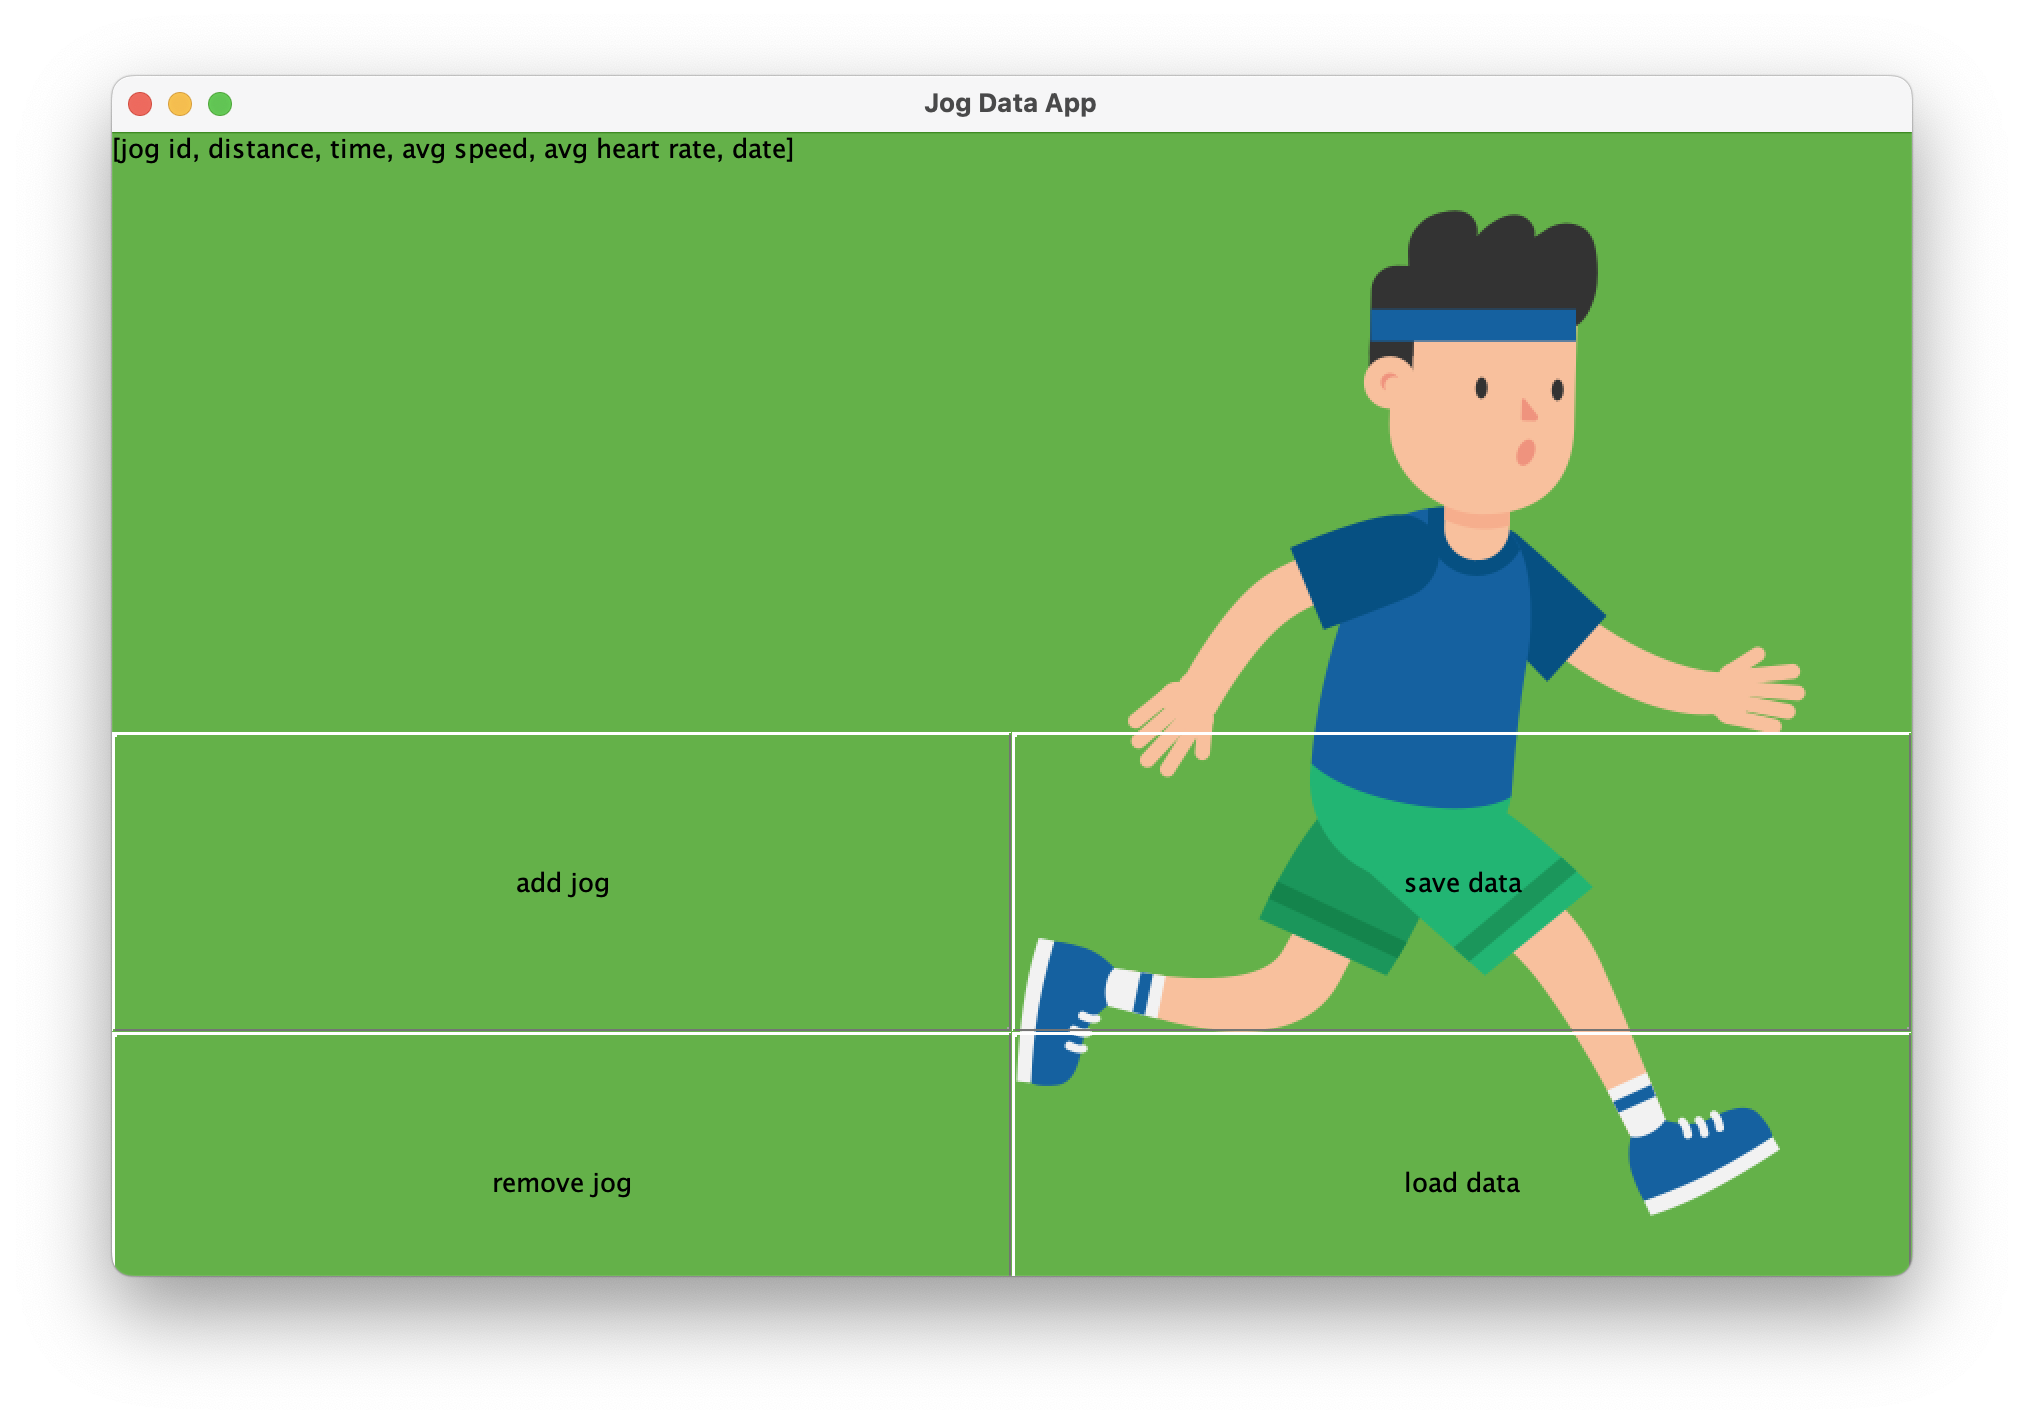 Jog Data App
[jog id, distance, time, avg speed, avg heart rate, date]
add jog
save data
remove jog
load data